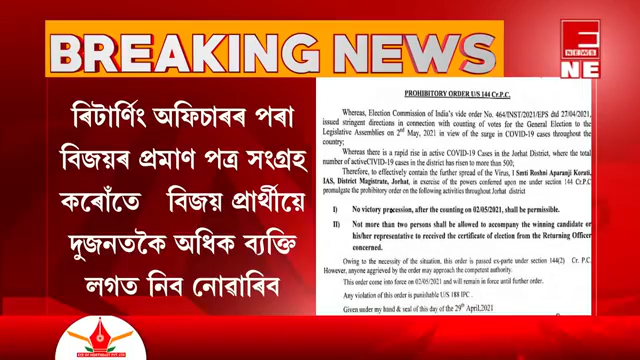 BREAKING NEWS
E
NEWS
NE
ৰিটাৰ্ণিং অফিচাৰৰ পৰা
বিজয়ৰ প্ৰমাণ পত্ৰ সংগ্ৰহ
কৰোঁতে বিজয় প্ৰাৰ্থীয়ে
দুজনতকৈ অধিক ব্যক্তি
লগত নিব নোৱাৰিব
PROHIBITORY ORDER U/S 144 Cr.P.C.
Whereas, Election Commission of India's vide order No. 464/INST/2021/EPS dtd 27/04/2021,
issued stringent directions in connection with counting of votes for the General Election to the
Legislative Assemblies on 2nd May, 2021 in view of the surge in COVID-19 cases throughout the
country;
Whereas there is a rapid rise in active COVID-19 Cases in the Jorhat District, where the total
number of activeCIVID-19 cases in the district has risen to more than 500;
Therefore, to effectively contain the further spread of the Virus, I Smti Roshni Aparanji Korati,
IAS, District Magistrate, Jorhat, in exercise of the powers conferred upon me under section 144 Cr.P.C
promulgate the prohibitory order on the following activities throughout Jorhat district
I) No victory procession, after the counting on 02/05/2021, shall be permissible.
II) Not more than two persons shall be allowed to accompany the winning candidate or
his/her representative to received the certificate of election from the Returning Officer
concerned.
Owing to the necessity of the situation, this order is passed ex-parte under section 144(2) Cr. P.C.
However, anyone aggrieved by the order may approach the competent authority.
This order come into force on 02/05/2021 and will remain in force until further order.
Any violation of this order is punishable U/S 188 IPC.
Given under my hand & seal of this day of the 29th April,2021
EYE OF NORTHEAST PVT. LTD